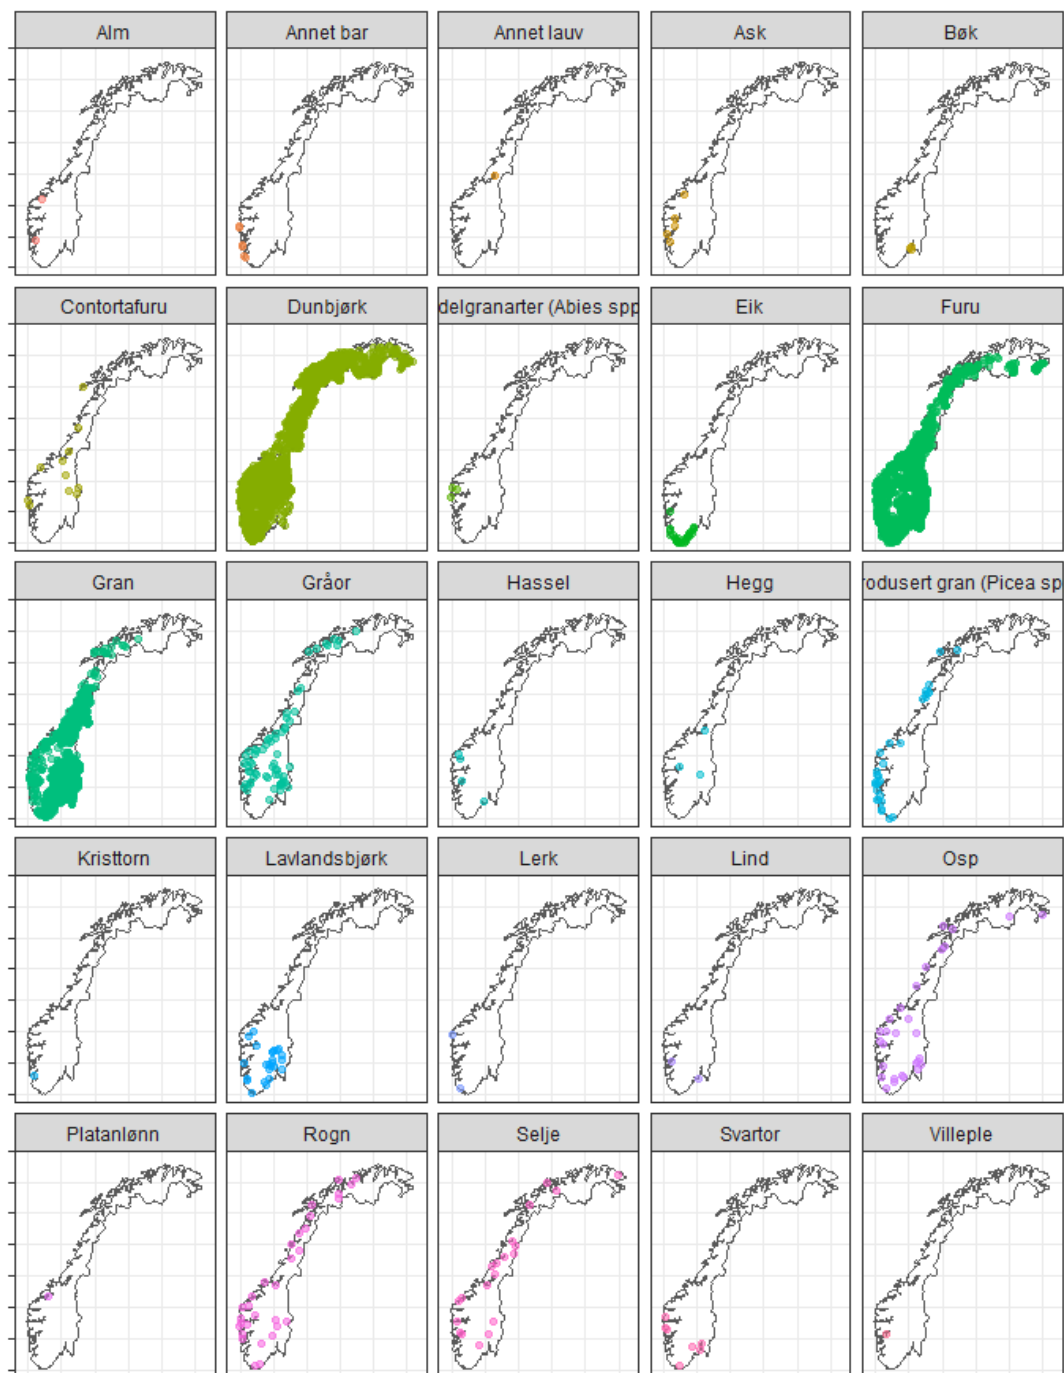 Alm
Annet bar
Annet lauv
Ask
Bøk
Contortafuru
Dunbjørk
delgranarter (Abies spp
Eik
Furu
Gran
Gråor
Hassel
Hegg
rodusert gran (Picea sp
Kristtorn
Lavlandsbjørk
Lerk
Lind
Osp
Platanlønn
Rogn
Selje
Svartor
Villeple